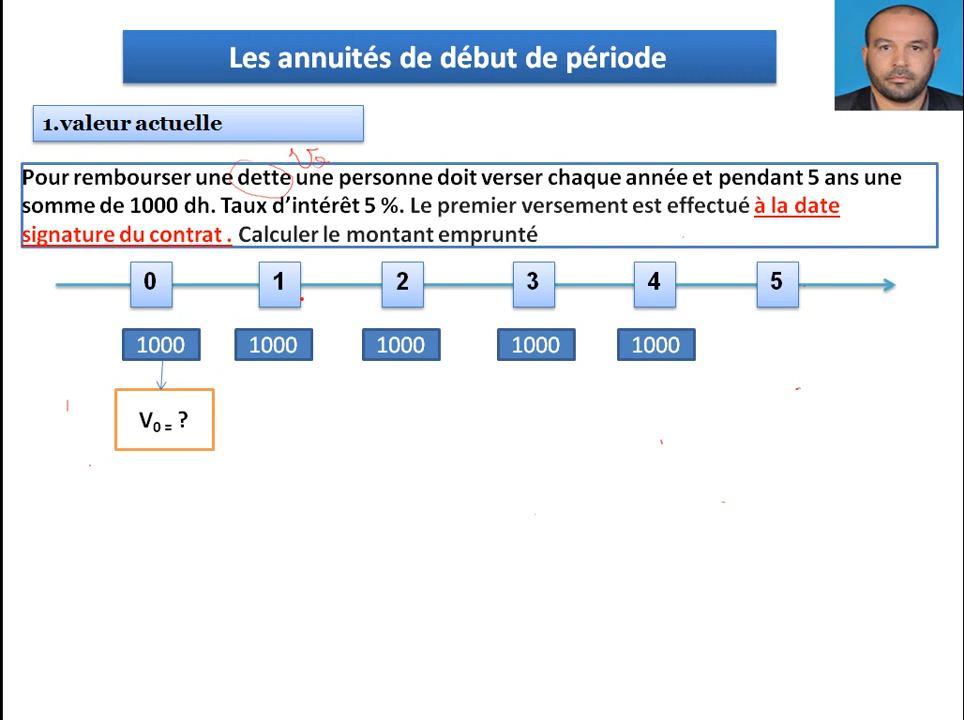 Les annuités de début de période
1.valeur actuelle
V₀
Pour rembourser une dette une personne doit verser chaque année et pendant 5 ans une
somme de 1000 dh. Taux d'intérêt 5 %. Le premier versement est effectué à la date
signature du contrat . Calculer le montant emprunté
0 1 2 3 4 5
1000 1000 1000 1000 1000
V₀ = ?